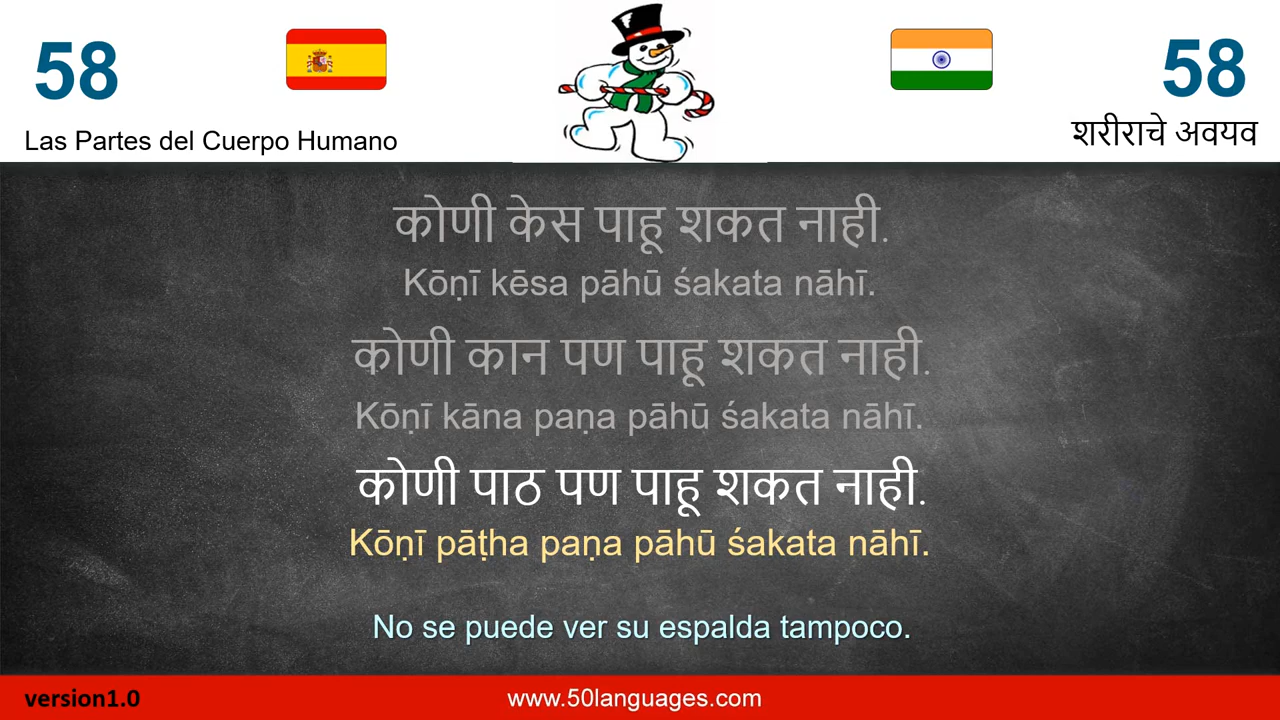 58
58
Las Partes del Cuerpo Humano
शरीराचे अवयव
कोणी केस पाहू शकत नाही.
Kōṇī kēsa pāhū śakata nāhī.
कोणी कान पण पाहू शकत नाही.
Kōṇī kāna paṇa pāhū śakata nāhī.
कोणी पाठ पण पाहू शकत नाही.
Kōṇī pāṭha paṇa pāhū śakata nāhī.
No se puede ver su espalda tampoco.
version1.0
www.50languages.com